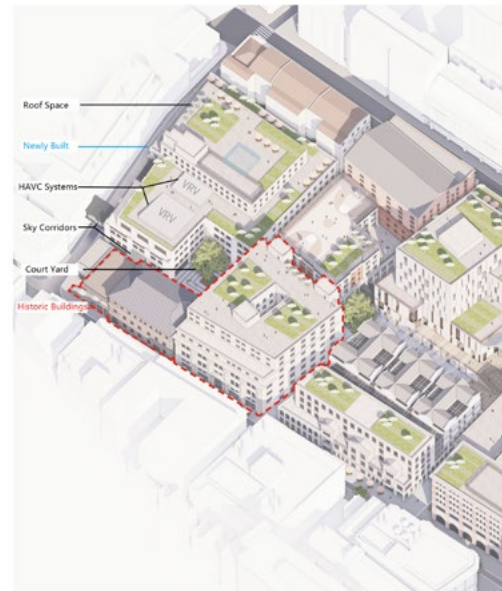 Roof Space
Newly Built
HAVC Systems
VRV
VRV
Sky Corridors
Court Yard
Historic Buildings